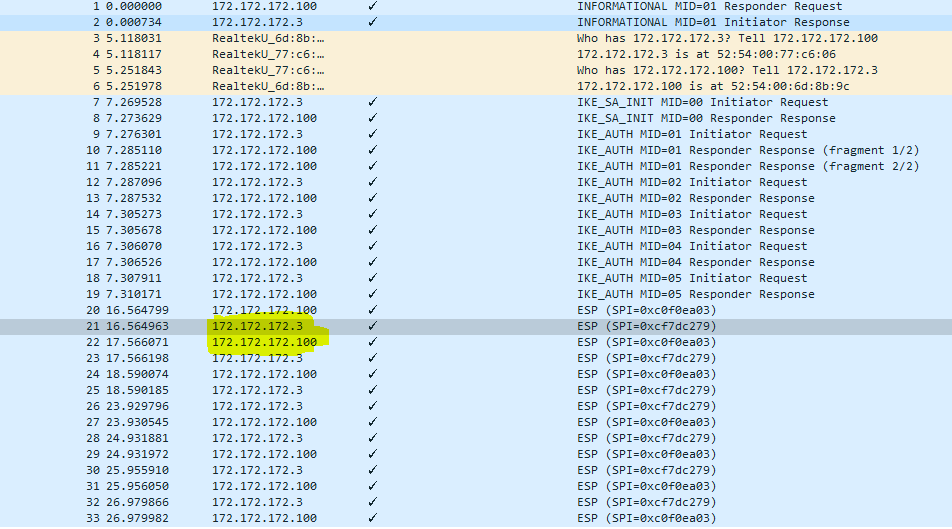 1 0.000000 172.172.172.100 ✓ INFORMATIONAL MID=01 Responder Request
2 0.000734 172.172.172.3 ✓ INFORMATIONAL MID=01 Initiator Response
3 5.118031 RealtekU_6d:8b:… Who has 172.172.172.3? Tell 172.172.172.100
4 5.118117 RealtekU_77:c6:… 172.172.172.3 is at 52:54:00:77:c6:06
5 5.251843 RealtekU_77:c6:… Who has 172.172.172.100? Tell 172.172.172.3
6 5.251978 RealtekU_6d:8b:… 172.172.172.100 is at 52:54:00:6d:8b:9c
7 7.269528 172.172.172.3 ✓ IKE_SA_INIT MID=00 Initiator Request
8 7.273629 172.172.172.100 ✓ IKE_SA_INIT MID=00 Responder Response
9 7.276301 172.172.172.3 ✓ IKE_AUTH MID=01 Initiator Request
10 7.285110 172.172.172.100 ✓ IKE_AUTH MID=01 Responder Response (fragment 1/2)
11 7.285221 172.172.172.100 ✓ IKE_AUTH MID=01 Responder Response (fragment 2/2)
12 7.287096 172.172.172.3 ✓ IKE_AUTH MID=02 Initiator Request
13 7.287532 172.172.172.100 ✓ IKE_AUTH MID=02 Responder Response
14 7.305273 172.172.172.3 ✓ IKE_AUTH MID=03 Initiator Request
15 7.305678 172.172.172.100 ✓ IKE_AUTH MID=03 Responder Response
16 7.306070 172.172.172.3 ✓ IKE_AUTH MID=04 Initiator Request
17 7.306526 172.172.172.100 ✓ IKE_AUTH MID=04 Responder Response
18 7.307911 172.172.172.3 ✓ IKE_AUTH MID=05 Initiator Request
19 7.310171 172.172.172.100 ✓ IKE_AUTH MID=05 Responder Response
20 16.564799 172.172.172.100 ✓ ESP (SPI=0xc0f0ea03)
21 16.564963 172.172.172.3 ✓ ESP (SPI=0xcf7dc279)
22 17.566071 172.172.172.100 ✓ ESP (SPI=0xc0f0ea03)
23 17.566198 172.172.172.3 ✓ ESP (SPI=0xcf7dc279)
24 18.590074 172.172.172.100 ✓ ESP (SPI=0xc0f0ea03)
25 18.590185 172.172.172.3 ✓ ESP (SPI=0xcf7dc279)
26 23.929796 172.172.172.3 ✓ ESP (SPI=0xcf7dc279)
27 23.930545 172.172.172.100 ✓ ESP (SPI=0xc0f0ea03)
28 24.931881 172.172.172.3 ✓ ESP (SPI=0xcf7dc279)
29 24.931972 172.172.172.100 ✓ ESP (SPI=0xc0f0ea03)
30 25.955910 172.172.172.3 ✓ ESP (SPI=0xcf7dc279)
31 25.956050 172.172.172.100 ✓ ESP (SPI=0xc0f0ea03)
32 26.979866 172.172.172.3 ✓ ESP (SPI=0xcf7dc279)
33 26.979982 172.172.172.100 ✓ ESP (SPI=0xc0f0ea03)